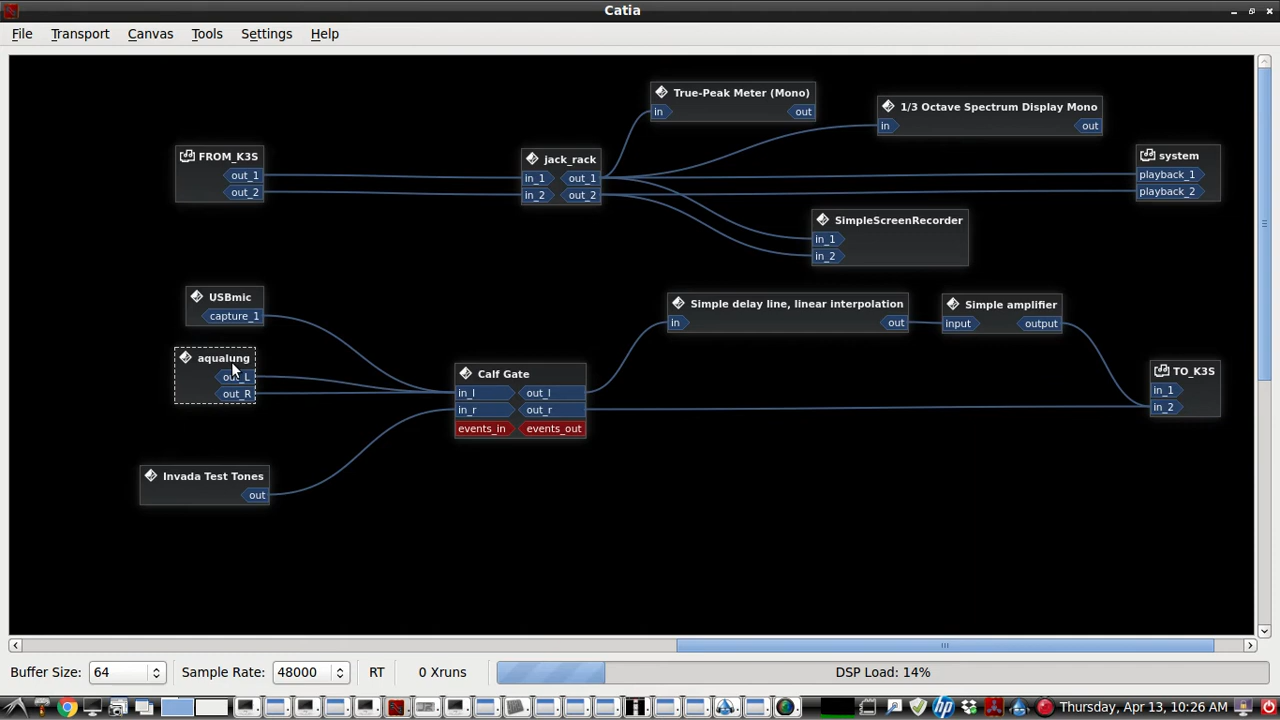 Catia
File Transport Canvas Tools Settings Help
True-Peak Meter (Mono)
in out
1/3 Octave Spectrum Display Mono
in out
FROM_K3S
out_1
out_2
jack_rack
in_1 out_1
in_2 out_2
system
playback_1
playback_2
SimpleScreenRecorder
in_1
in_2
USBmic
capture_1
Simple delay line, linear interpolation
in out
Simple amplifier
input output
aqualung
out_L
out_R
Calf Gate
in_l out_l
in_r out_r
events_in events_out
TO_K3S
in_1
in_2
Invada Test Tones
out
Buffer Size: 64 Sample Rate: 48000 RT 0 Xruns DSP Load: 14%
Thursday, Apr 13, 10:26 AM